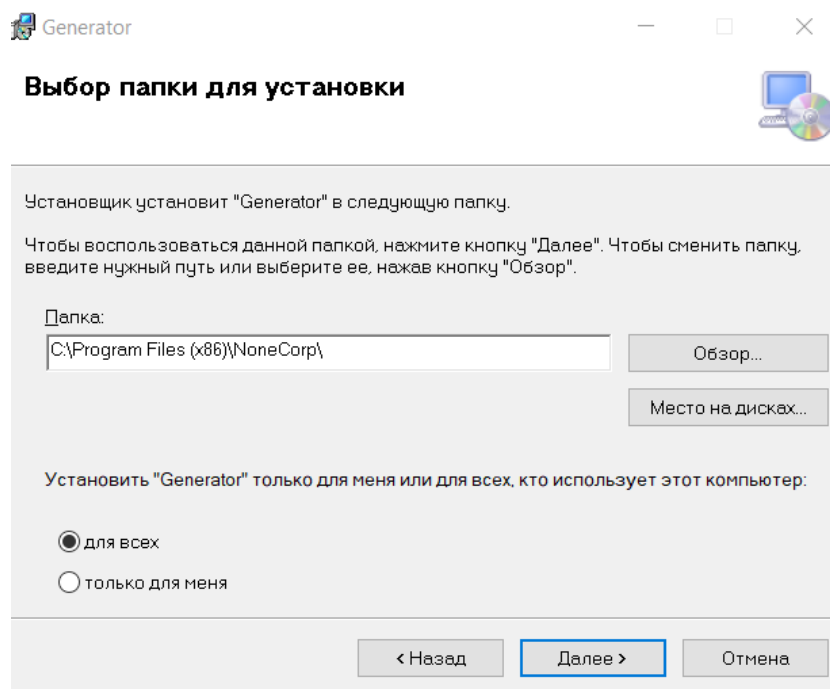 Generator
Выбор папки для установки
Установщик установит "Generator" в следующую папку.
Чтобы воспользоваться данной папкой, нажмите кнопку "Далее". Чтобы сменить папку,
введите нужный путь или выберите ее, нажав кнопку "Обзор".
Папка:
C:\Program Files (x86)\NoneCorp\
Обзор...
Место на дисках...
Установить "Generator" только для меня или для всех, кто использует этот компьютер:
для всех
только для меня
< Назад
Далее >
Отмена